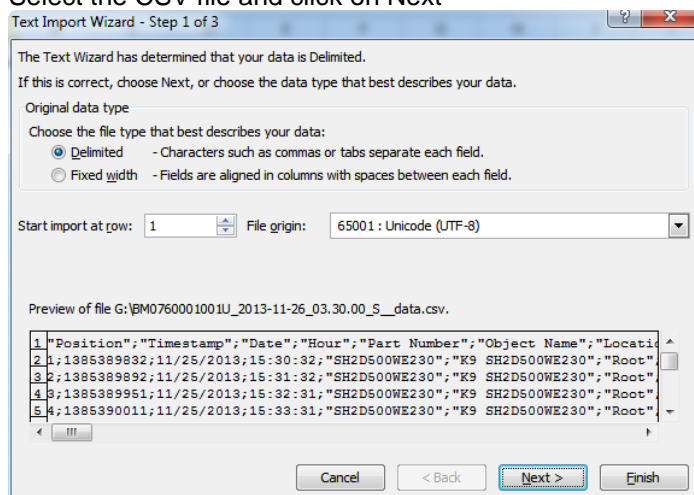 Select the CSV file and click on Next
Text Import Wizard - Step 1 of 3
The Text Wizard has determined that your data is Delimited.
If this is correct, choose Next, or choose the data type that best describes your data.
Original data type
Choose the file type that best describes your data:
Delimited - Characters such as commas or tabs separate each field.
Fixed width - Fields are aligned in columns with spaces between each field.
Start import at row: 1 File origin: 65001 : Unicode (UTF-8)
Preview of file G:\BM0760001001U_2013-11-26_03.30.00_S__data.csv.
1 "Position";"Timestamp";"Date";"Hour";"Part Number";"Object Name";"Locatio
2 1;1385389832;11/25/2013;15:30:32;"SH2D500WE230";"K9 SH2D500WE230";"Root";
3 2;1385389892;11/25/2013;15:31:32;"SH2D500WE230";"K9 SH2D500WE230";"Root";
4 3;1385389951;11/25/2013;15:32:31;"SH2D500WE230";"K9 SH2D500WE230";"Root";
5 4;1385390011;11/25/2013;15:33:31;"SH2D500WE230";"K9 SH2D500WE230";"Root";
Cancel < Back Next > Finish